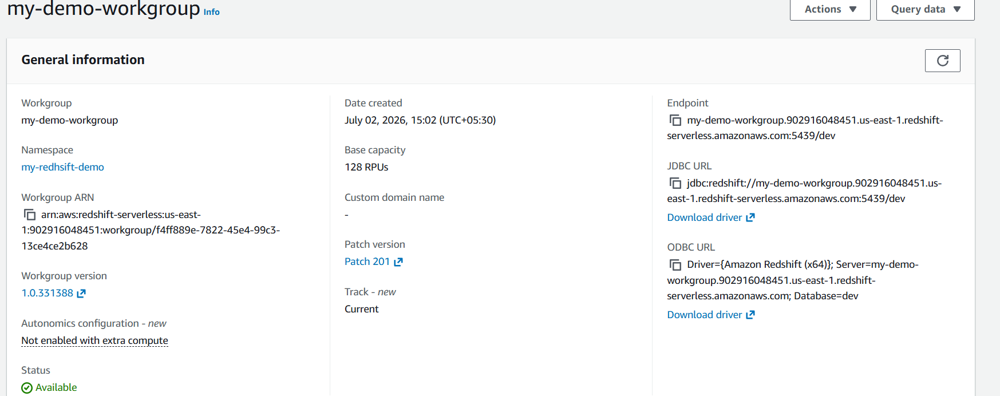 my-demo-workgroup Info
Actions
Query data
General information
Workgroup
my-demo-workgroup
Namespace
my-redhsift-demo
Workgroup ARN
arn:aws:redshift-serverless:us-east-
1:902916048451:workgroup/f4ff889e-7822-45e4-99c3-
13ce4ce2b628
Workgroup version
1.0.331388
Autonomics configuration - new
Not enabled with extra compute
Status
Available
Date created
July 02, 2026, 15:02 (UTC+05:30)
Base capacity
128 RPUs
Custom domain name
-
Patch version
Patch 201
Track - new
Current
Endpoint
my-demo-workgroup.902916048451.us-east-1.redshift-
serverless.amazonaws.com:5439/dev
JDBC URL
jdbc:redshift://my-demo-workgroup.902916048451.us-
east-1.redshift-serverless.amazonaws.com:5439/dev
Download driver
ODBC URL
Driver={Amazon Redshift (x64)}; Server=my-demo-
workgroup.902916048451.us-east-1.redshift-
serverless.amazonaws.com; Database=dev
Download driver